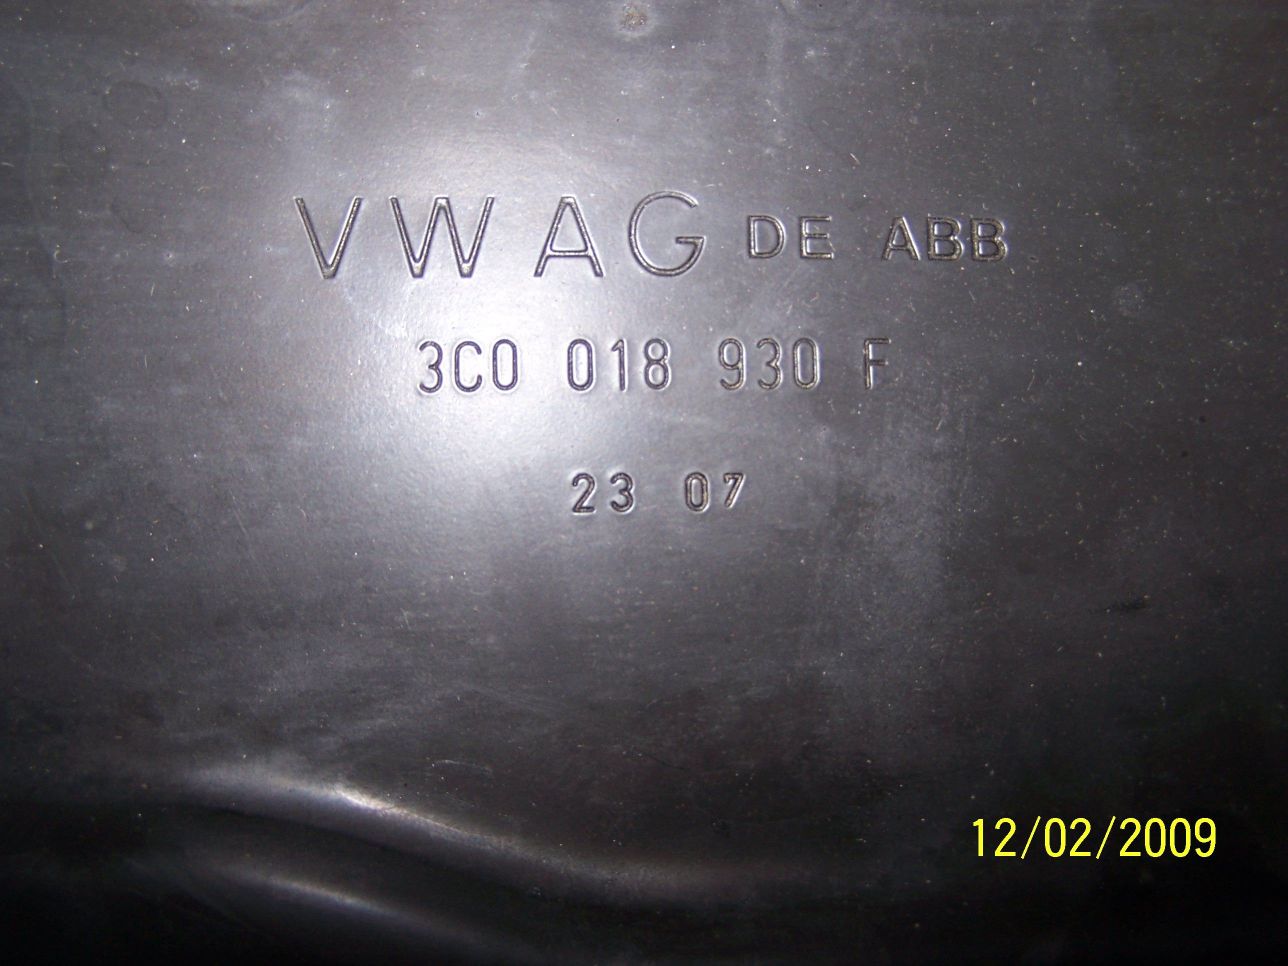 VW AG DE ABB
3C0 018 930 F
23 07
12/02/2009